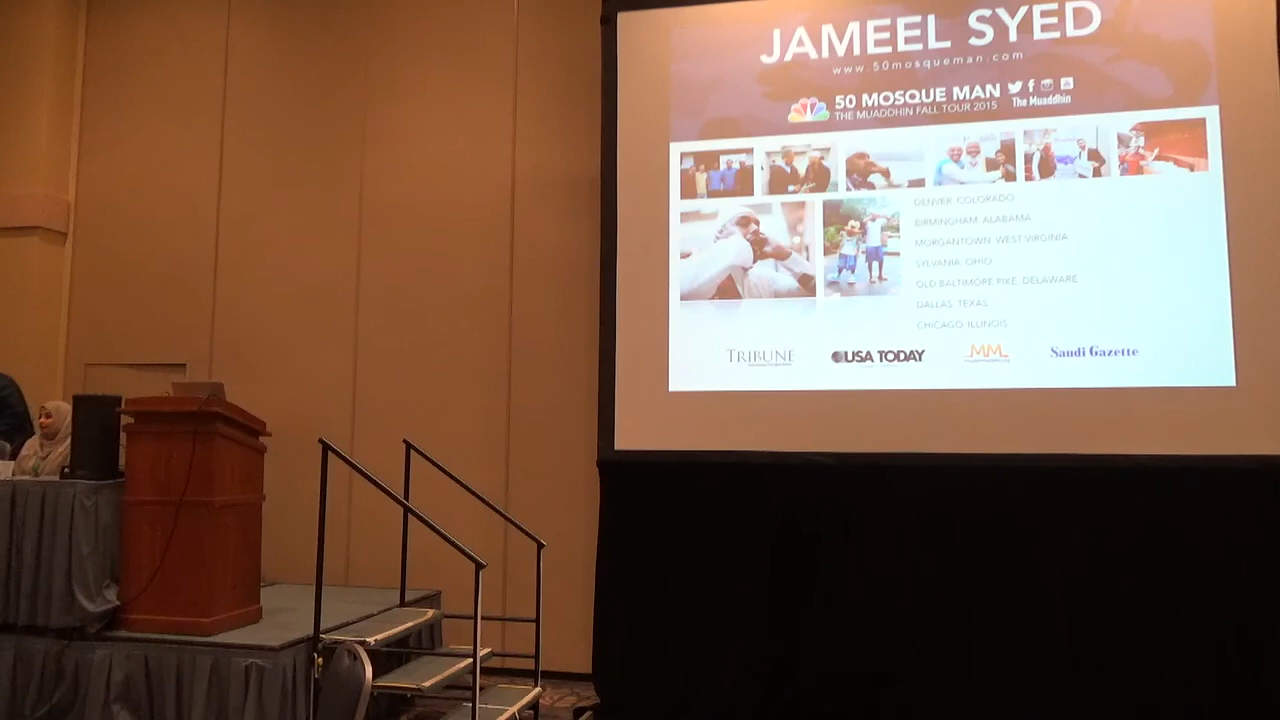 JAMEEL SYED
www.50mosqueman.com
50 MOSQUE MAN
THE MUADDHIN FALL TOUR 2015
The Muaddhin
DENVER, COLORADO
BIRMINGHAM, ALABAMA
MORGANTOWN, WEST VIRGINIA
SYLVANIA, OHIO
OLD BALTIMORE PIKE, DELAWARE
DALLAS, TEXAS
CHICAGO, ILLINOIS
TRIBUNE
USA TODAY
MM
Saudi Gazette